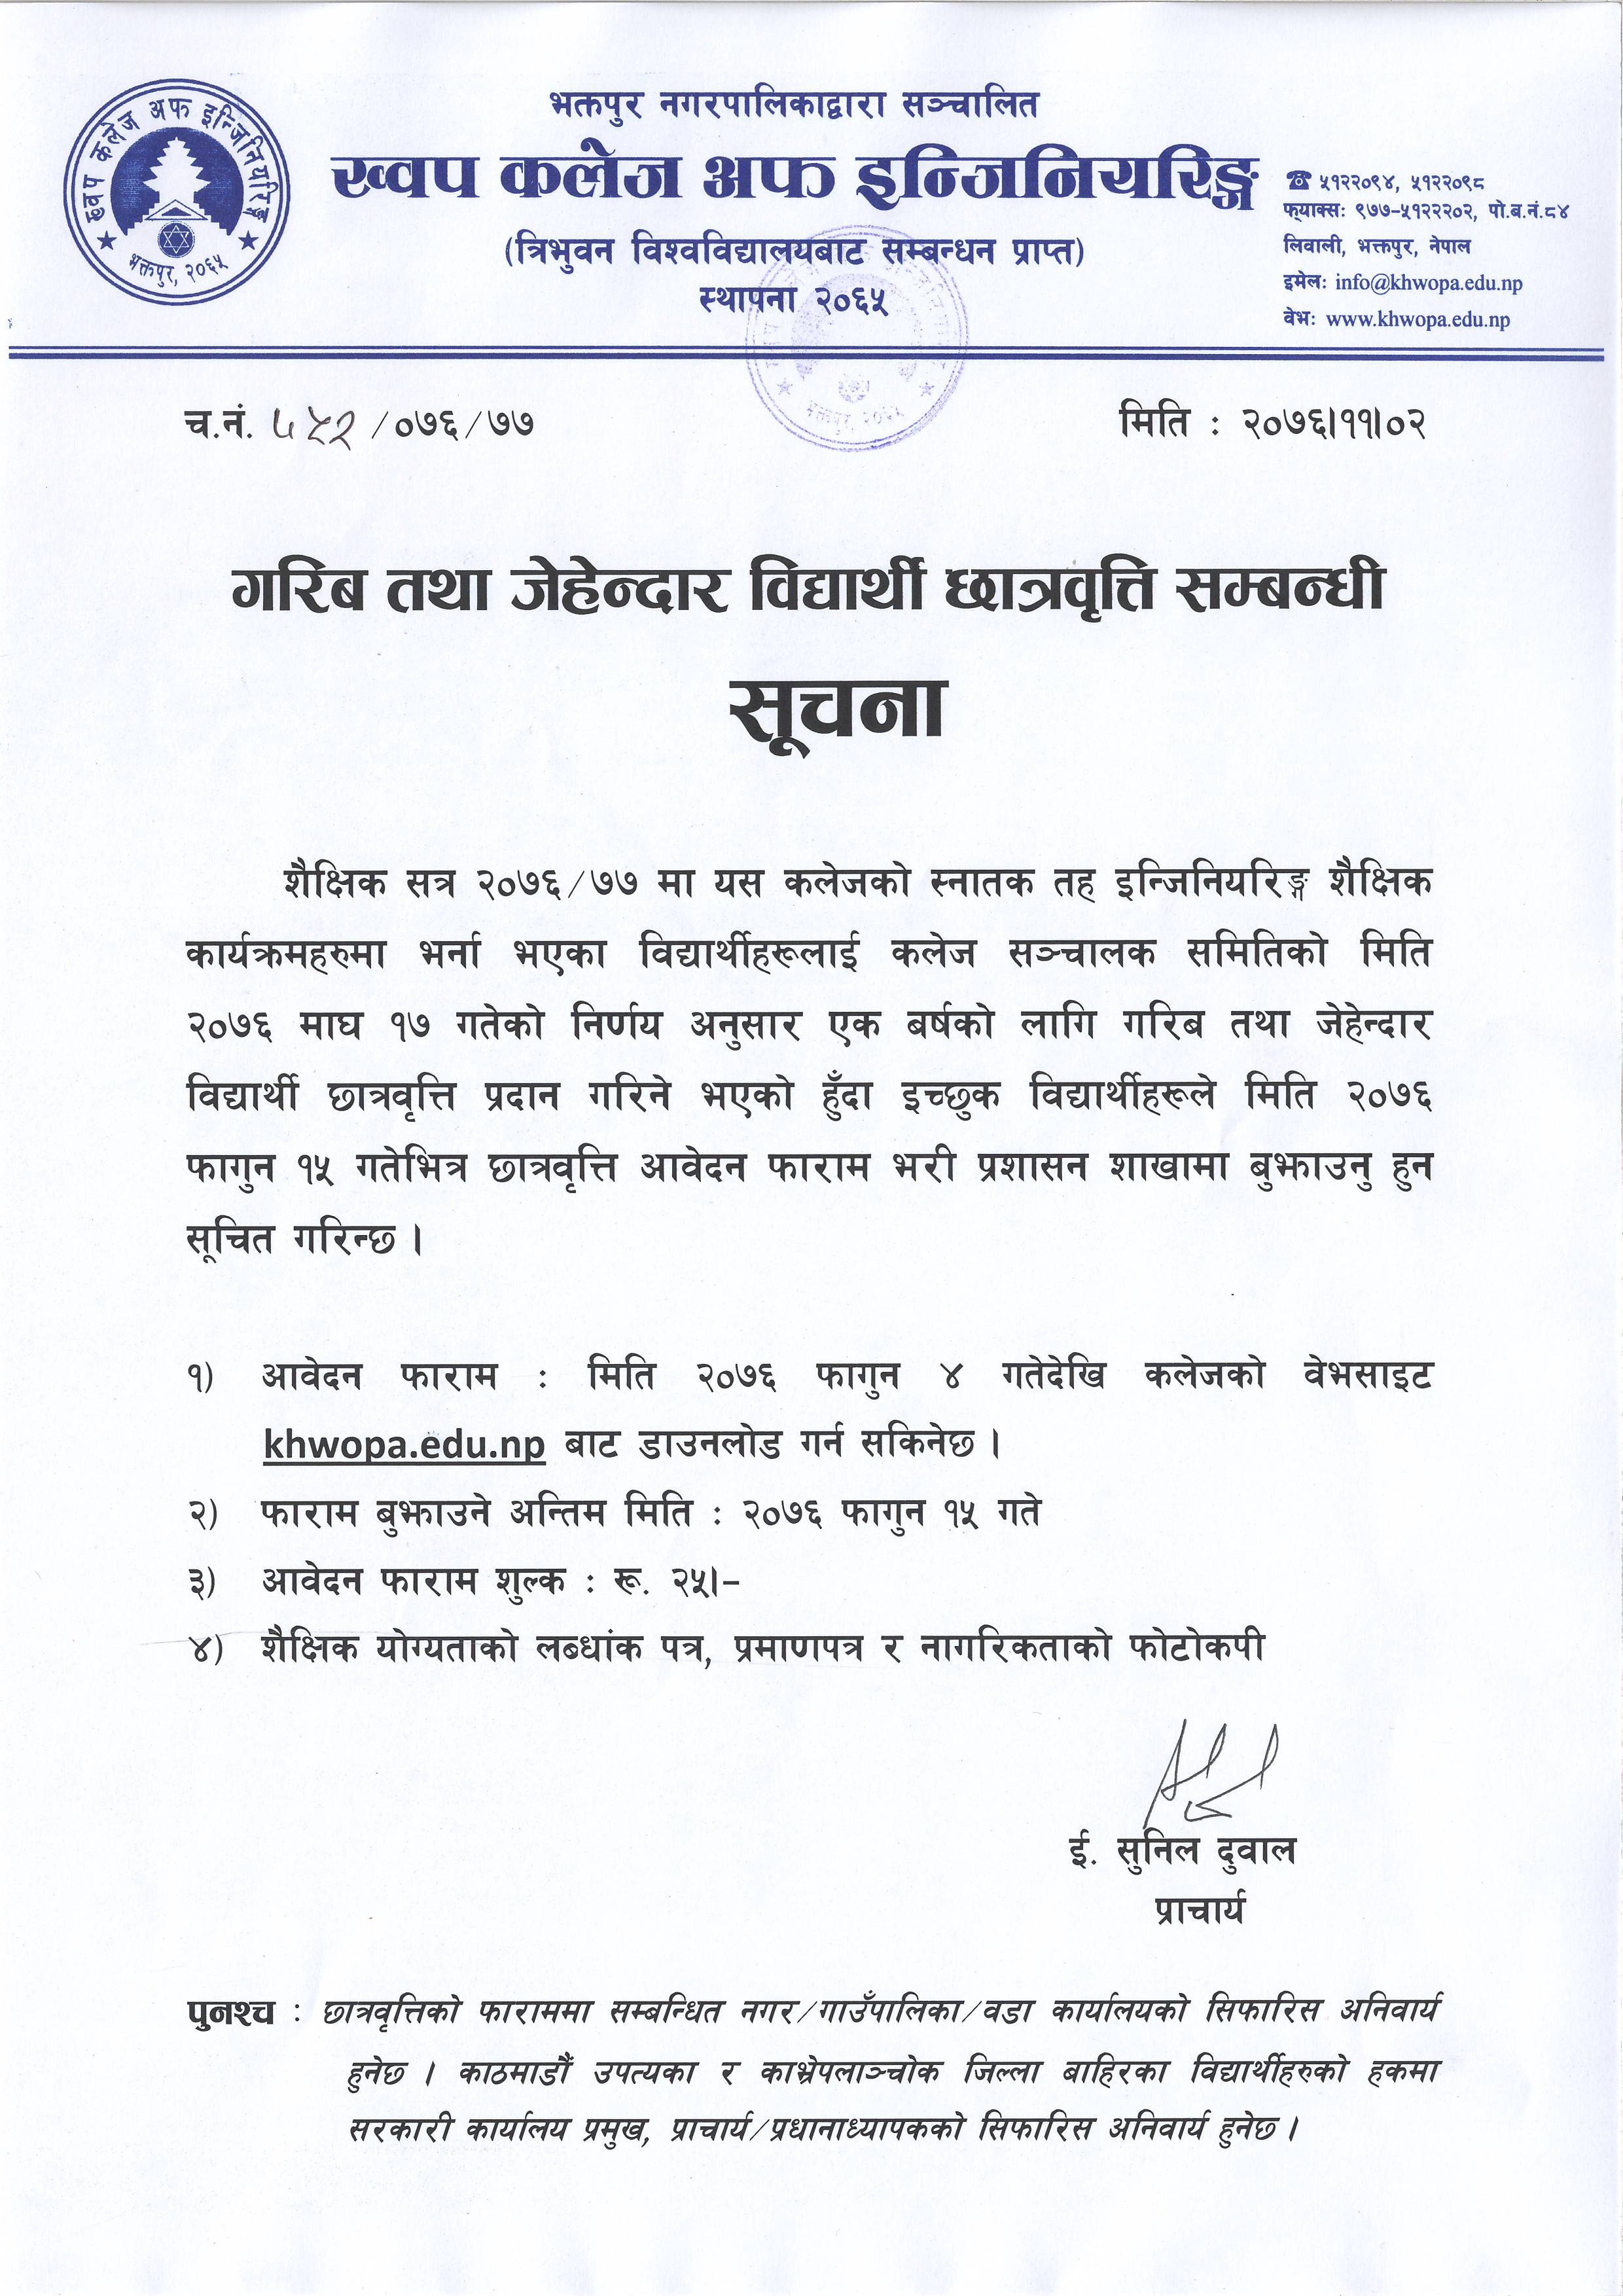 ख्वप कलेज अफ इन्जिनियरिङ्ग
भक्तपुर, २०६५
भक्तपुर नगरपालिकाद्वारा सञ्चालित
ख्वप कलेज अफ इन्जिनियरिङ्ग
(त्रिभुवन विश्वविद्यालयबाट सम्बन्धन प्राप्त)
स्थापना २०६५
☎ ५१२२०९४, ५१२२०९८
फ्याक्स: ९७७-५१२२२०२, पो.ब.नं.८४
लिवाली, भक्तपुर, नेपाल
इमेल: info@khwopa.edu.np
वेभ: www.khwopa.edu.np
भक्तपुर, २०६५
च.नं. ५५२ /०७६/७७
मिति : २०७६।११।०२
गरिब तथा जेहेन्दार विद्यार्थी छात्रवृत्ति सम्बन्धी
सूचना
शैक्षिक सत्र २०७६/७७ मा यस कलेजको स्नातक तह इन्जिनियरिङ्ग शैक्षिक
कार्यक्रमहरुमा भर्ना भएका विद्यार्थीहरूलाई कलेज सञ्चालक समितिको मिति
२०७६ माघ १७ गतेको निर्णय अनुसार एक बर्षको लागि गरिब तथा जेहेन्दार
विद्यार्थी छात्रवृत्ति प्रदान गरिने भएको हुँदा इच्छुक विद्यार्थीहरूले मिति २०७६
फागुन १५ गतेभित्र छात्रवृत्ति आवेदन फाराम भरी प्रशासन शाखामा बुझाउनु हुन
सूचित गरिन्छ ।
१) आवेदन फाराम : मिति २०७६ फागुन ४ गतेदेखि कलेजको वेभसाइट
khwopa.edu.np बाट डाउनलोड गर्न सकिनेछ ।
२) फाराम बुझाउने अन्तिम मिति : २०७६ फागुन १५ गते
३) आवेदन फाराम शुल्क : रू. २५।-
४) शैक्षिक योग्यताको लब्धांक पत्र, प्रमाणपत्र र नागरिकताको फोटोकपी
ई. सुनिल दुवाल
प्राचार्य
पुनश्च : छात्रवृत्तिको फाराममा सम्बन्धित नगर/गाउँपालिका/वडा कार्यालयको सिफारिस अनिवार्य
हुनेछ । काठमाडौं उपत्यका र काभ्रेपलाञ्चोक जिल्ला बाहिरका विद्यार्थीहरुको हकमा
सरकारी कार्यालय प्रमुख, प्राचार्य/प्रधानाध्यापकको सिफारिस अनिवार्य हुनेछ ।